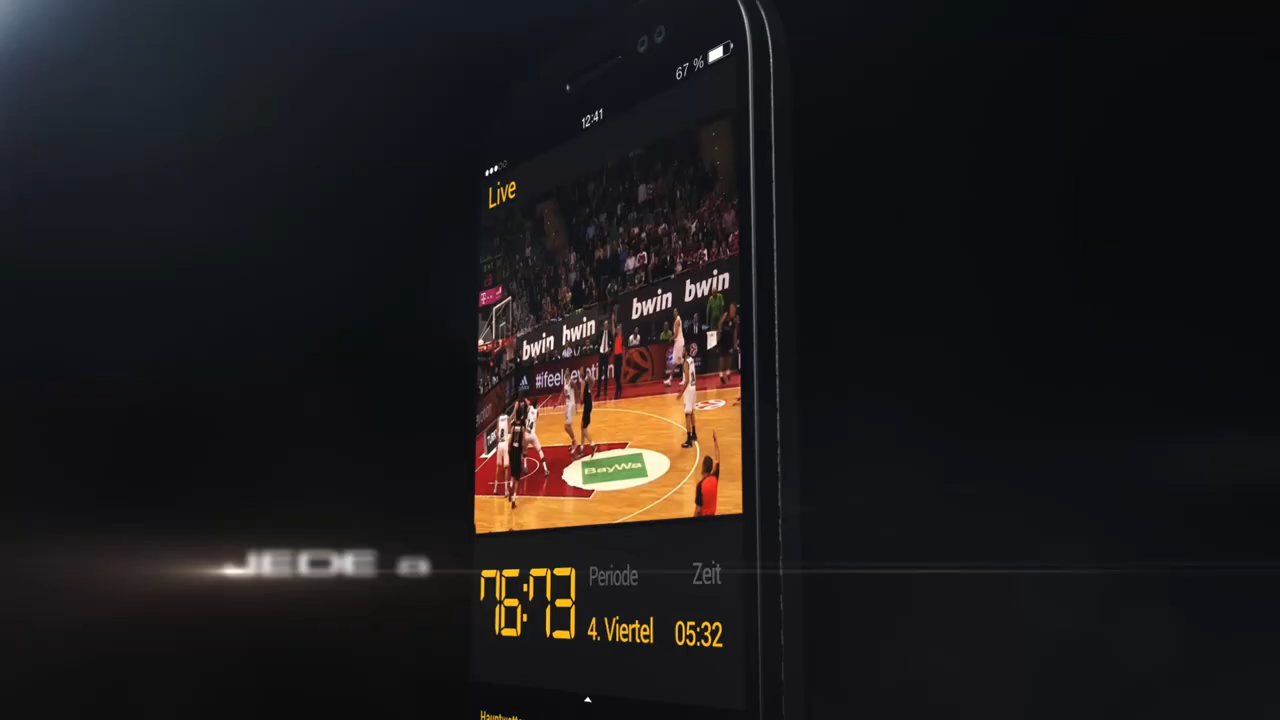 67 %
12:41
Live
bwin bwin
bwin bwin
#ifeeldevotion
BayWa
JEDE
76:73
Periode
Zeit
4. Viertel
05:32